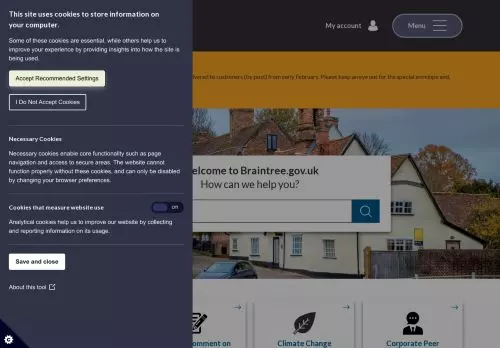 This site uses cookies to store information on
your computer.
My account
Menu
Some of these cookies are essential, while others help us to
improve your experience by providing insights into how the site is
being used.
Accept Recommended Settings
vered to customers (by post) from early February. Please keep an eye out for the special envelope and,
I Do Not Accept Cookies
Necessary Cookies
Necessary cookies enable core functionality such as page
navigation and access to secure areas. The website cannot
function properly without these cookies, and can only be disabled
by changing your browser preferences.
elcome to Braintree.gov.uk
How can we help you?
Cookies that measure website use
on
Analytical cookies help us to improve our website by collecting
and reporting information on its usage.
Save and close
About this tool
omment on
Climate Change
Corporate Peer